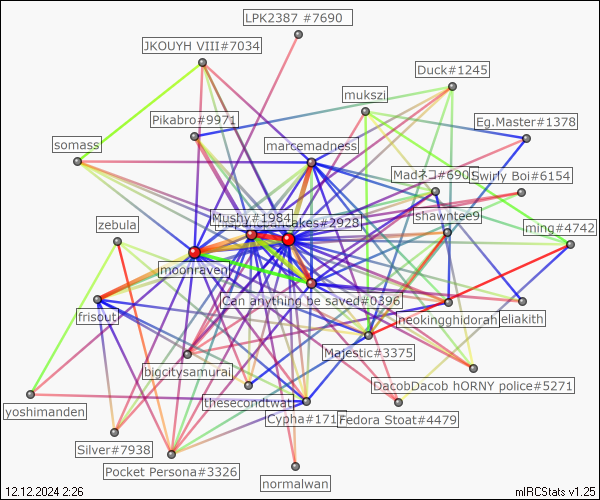 LPK2387 #7690
JKOUYH VIII#7034
Duck#1245
mukszi
Pikabro#9971
Eg.Master#1378
somass
marcemadness
Madネコ#690
Swirly Boi#6154
Mushy#1984
akes#2928
shawntee9
zebula
ming#4742
moonraven
Can anything be saved#0396
frisout
neokingghidorah
eliakith
Majestic#3375
bigcitysamurai
DacobDacob hORNY police#5271
yoshimanden
thesecondtwat
Cypha#171
Fedora Stoat#4479
Silver#7938
Pocket Persona#3326
normalwan
12.12.2024 2:26
mIRCStats v1.25